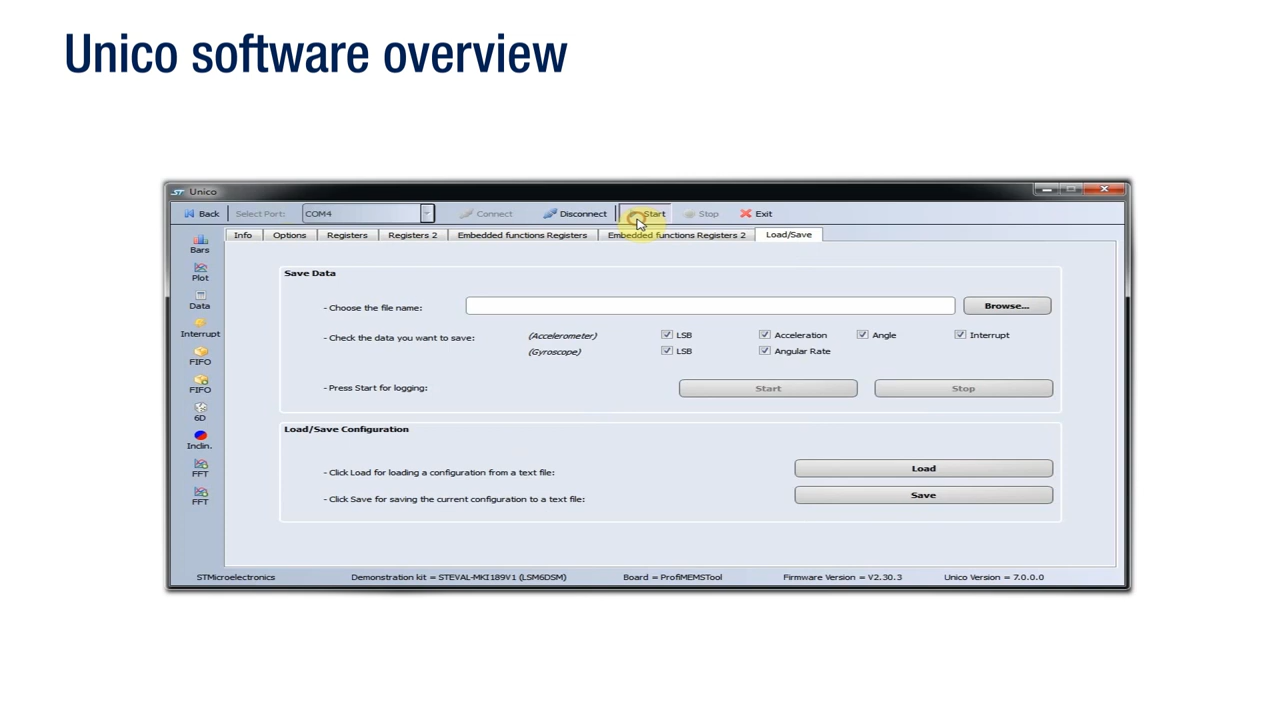 Unico software overview
ST Unico
Back Select Port: COM4 Connect Disconnect Start Stop Exit
Info Options Registers Registers 2 Embedded functions Registers Embedded functions Registers 2 Load/Save
Bars
Plot
Data
Interrupt
FIFO
FIFO
6D
Inclin.
FFT
FFT
Save Data
- Choose the file name: Browse...
- Check the data you want to save: (Accelerometer) LSB Acceleration Angle Interrupt
(Gyroscope) LSB Angular Rate
- Press Start for logging: Start Stop
Load/Save Configuration
- Click Load for loading a configuration from a text file: Load
- Click Save for saving the current configuration to a text file: Save
STMicroelectronics Demonstration kit = STEVAL-MKI189V1 (LSM6DSM) Board = ProfiMEMSTool Firmware Version = V2.30.3 Unico Version = 7.0.0.0